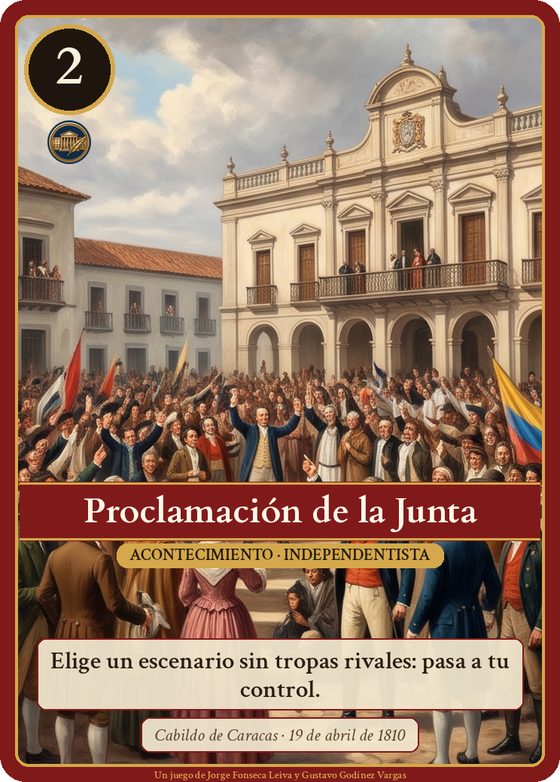 2
Proclamación de la Junta
ACONTECIMIENTO · INDEPENDENTISTA
Elige un escenario sin tropas rivales: pasa a tu
control.
Cabildo de Caracas · 19 de abril de 1810
Un juego de Jorge Fonseca Leiva y Gustavo Godínez Vargas